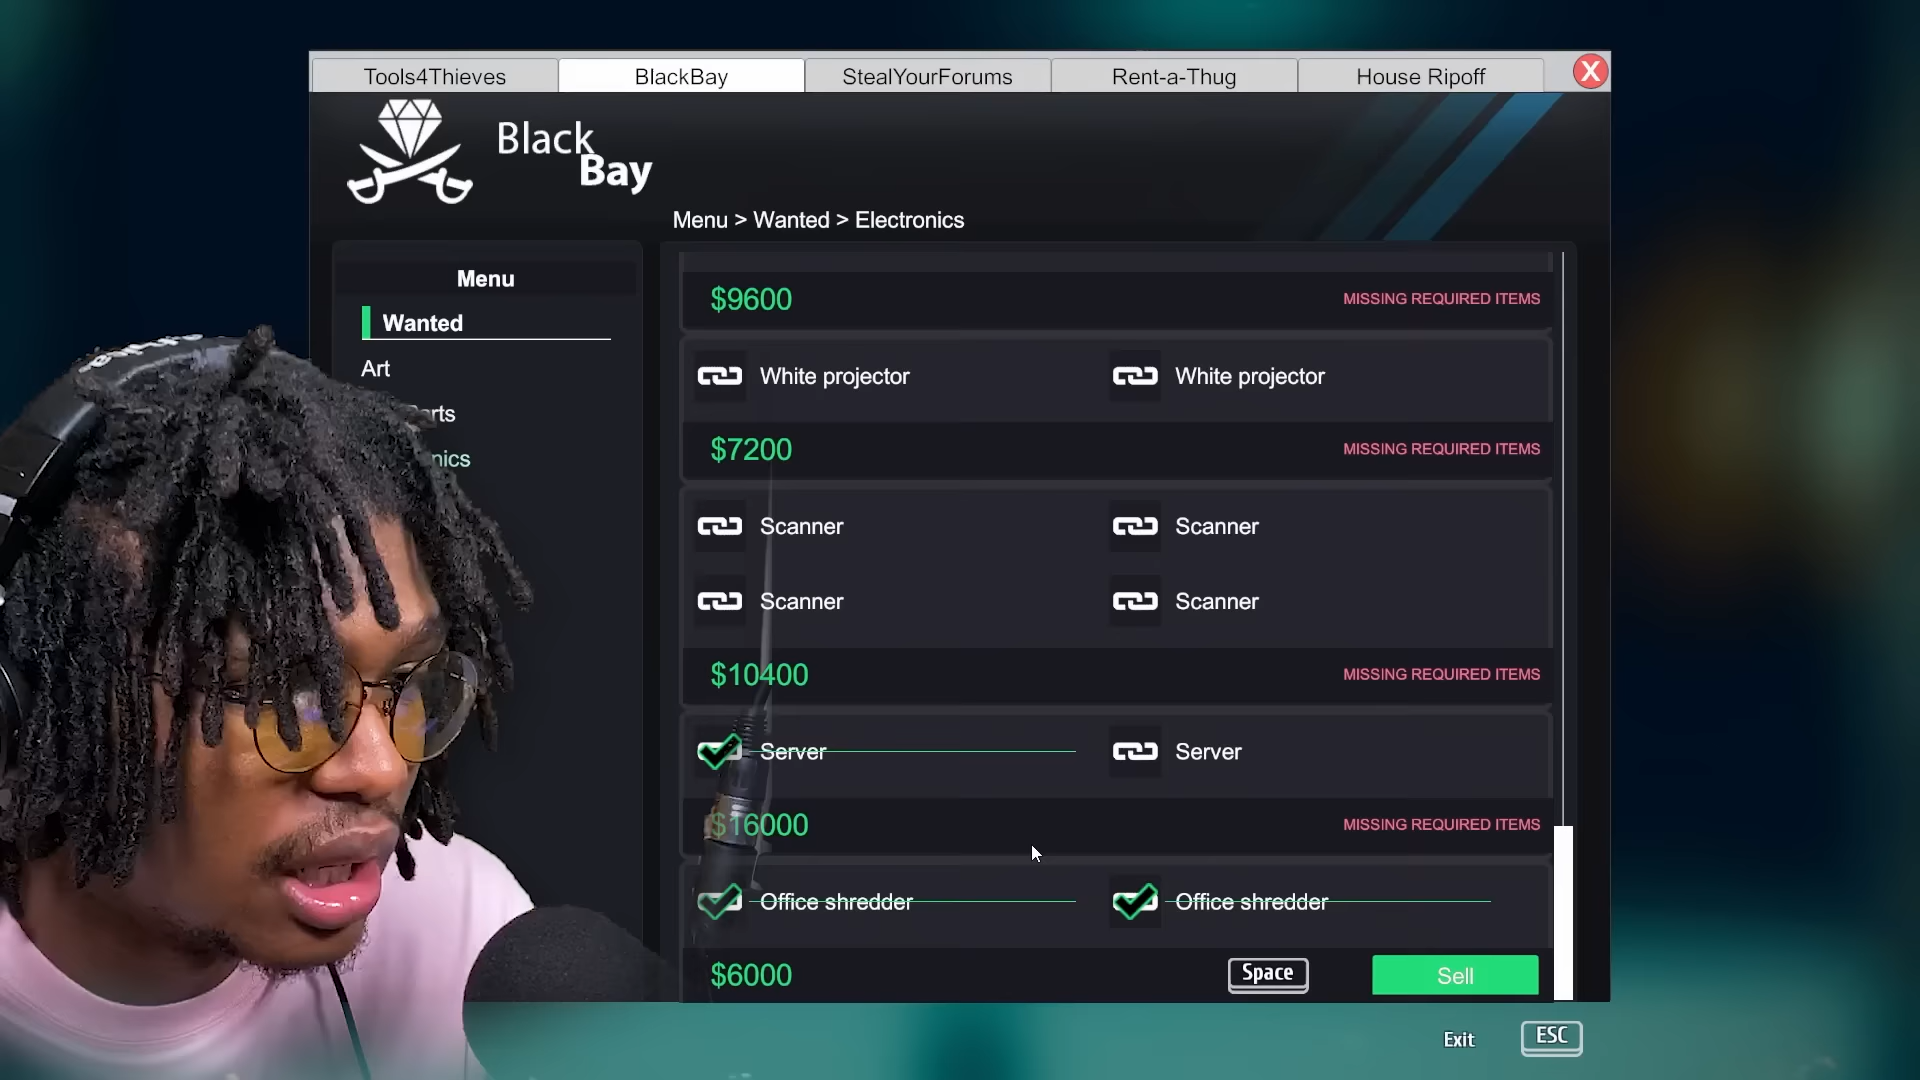 Tools4Thieves BlackBay StealYourForums Rent-a-Thug House Ripoff X
Black
Bay
Menu > Wanted > Electronics
Menu
Wanted
Art
arts
nics
$9600 MISSING REQUIRED ITEMS
White projector White projector
$7200 MISSING REQUIRED ITEMS
Scanner Scanner
Scanner Scanner
$10400 MISSING REQUIRED ITEMS
Server Server
$16000 MISSING REQUIRED ITEMS
Office shredder Office shredder
$6000 Space Sell
Exit ESC